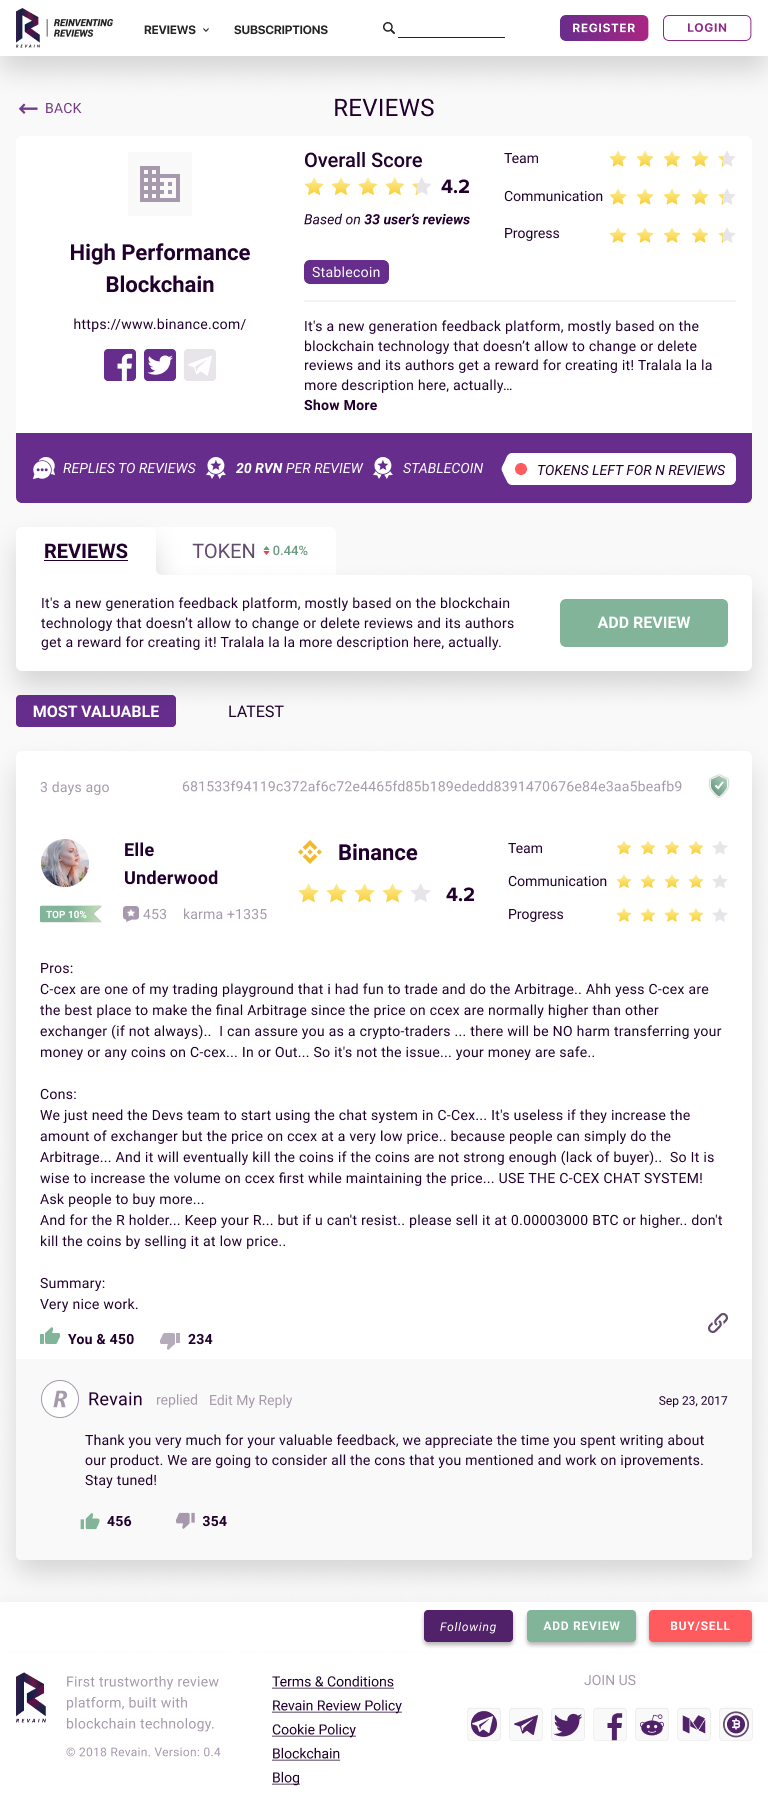 REVAIN
REINVENTING
REVIEWS
REVIEWS
SUBSCRIPTIONS
REGISTER
LOGIN
BACK
REVIEWS
High Performance
Blockchain
https://www.binance.com/
Overall Score
4.2
Based on 33 user's reviews
Stablecoin
Team
Communication
Progress
It's a new generation feedback platform, mostly based on the
blockchain technology that doesn't allow to change or delete
reviews and its authors get a reward for creating it! Tralala la la
more description here, actually...
Show More
REPLIES TO REVIEWS
20 RVN PER REVIEW
STABLECOIN
TOKENS LEFT FOR N REVIEWS
REVIEWS
TOKEN 0.44%
It's a new generation feedback platform, mostly based on the blockchain
technology that doesn't allow to change or delete reviews and its authors
get a reward for creating it! Tralala la la more description here, actually.
ADD REVIEW
MOST VALUABLE
LATEST
3 days ago
681533f94119c372af6c72e4465fd85b189ededd8391470676e84e3aa5beafb9
Elle
Underwood
TOP 10%
453
karma +1335
Binance
4.2
Team
Communication
Progress
Pros:
C-cex are one of my trading playground that i had fun to trade and do the Arbitrage.. Ahh yess C-cex are
the best place to make the final Arbitrage since the price on ccex are normally higher than other
exchanger (if not always)..  I can assure you as a crypto-traders ... there will be NO harm transferring your
money or any coins on C-cex... In or Out... So it's not the issue... your money are safe..
Cons:
We just need the Devs team to start using the chat system in C-Cex... It's useless if they increase the
amount of exchanger but the price on ccex at a very low price.. because people can simply do the
Arbitrage... And it will eventually kill the coins if the coins are not strong enough (lack of buyer)..  So It is
wise to increase the volume on ccex first while maintaining the price... USE THE C-CEX CHAT SYSTEM!
Ask people to buy more...
And for the R holder... Keep your R... but if u can't resist.. please sell it at 0.00003000 BTC or higher.. don't
kill the coins by selling it at low price..
Summary:
Very nice work.
You & 450
234
R
Revain replied Edit My Reply
Sep 23, 2017
Thank you very much for your valuable feedback, we appreciate the time you spent writing about
our product. We are going to consider all the cons that you mentioned and work on iprovements.
Stay tuned!
456
354
Following
ADD REVIEW
BUY/SELL
REVAIN
First trustworthy review
platform, built with
blockchain technology.
© 2018 Revain. Version: 0.4
Terms & Conditions
Revain Review Policy
Cookie Policy
Blockchain
Blog
JOIN US